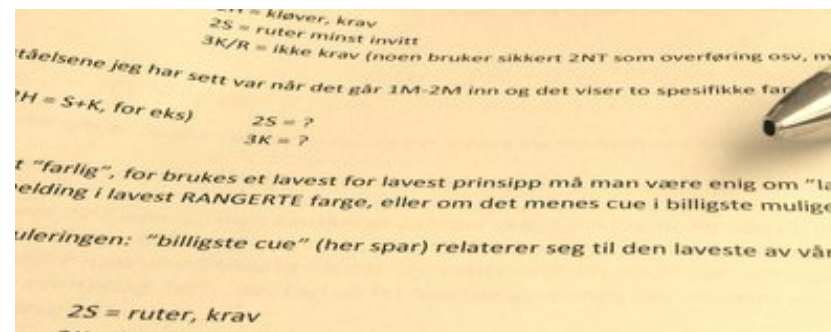 = kløver, krav
2S = ruter minst invitt
3K/R = ikke krav (noen bruker sikkert 2NT som overføring osv, m
ståelsene jeg har sett var når det går 1M-2M inn og det viser to spesifikke far
2H = S+K, for eks)
2S = ?
3K = ?
t "farlig", for brukes et lavest for lavest prinsipp må man være enig om "la
elding i lavest RANGERTE farge, eller om det menes cue i billigste mulige
uleringen: "billigste cue" (her spar) relaterer seg til den laveste av vår
2S = ruter, krav